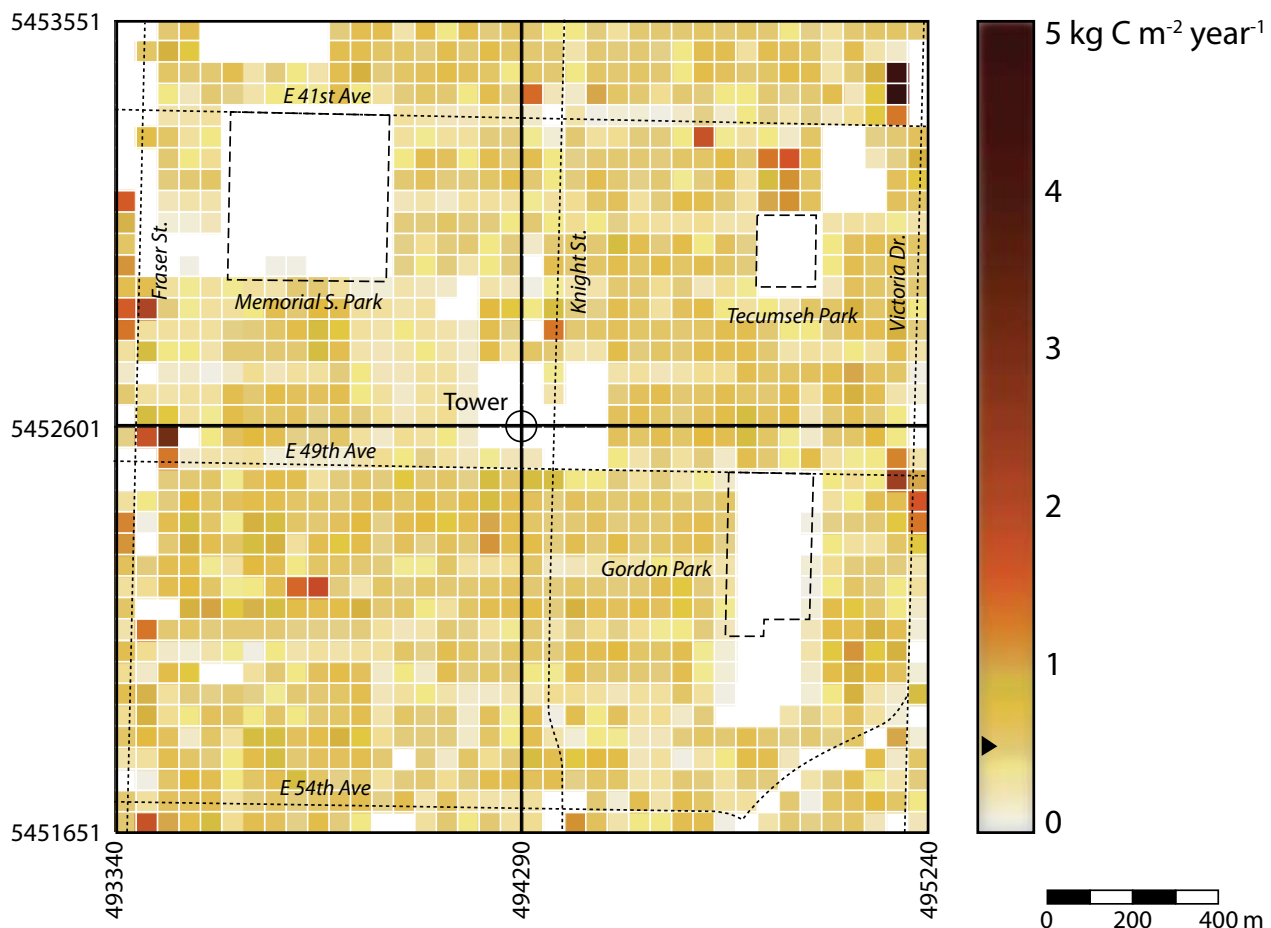 5453551
5 kg C m-2 year-1
E 41st Ave
4
Fraser St.
Knight St.
Victoria Dr.
Memorial S. Park
Tecumseh Park
3
Tower
5452601
E 49th Ave
2
Gordon Park
1
E 54th Ave
5451651
0
493340
494290
495240
0 200 400 m